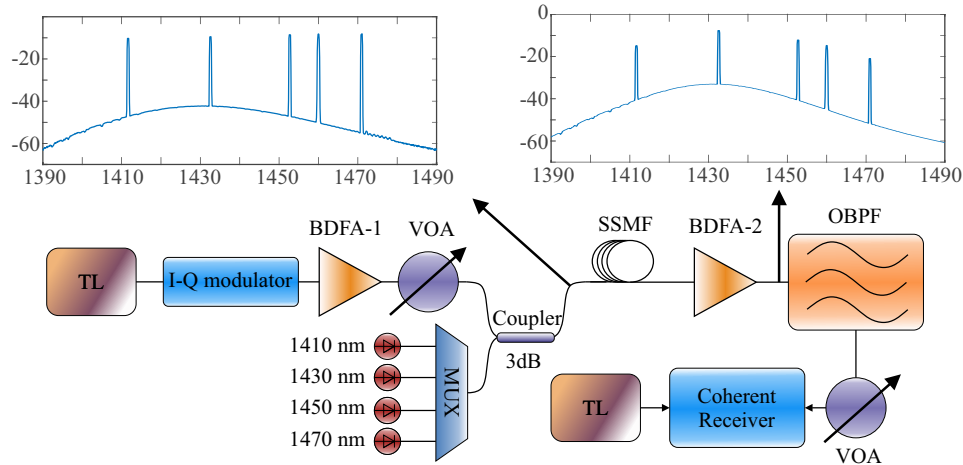 -20
-40
-60
1390 1410 1430 1450 1470 1490
0
-20
-40
-60
1390 1410 1430 1450 1470 1490
BDFA-1
VOA
SSMF
BDFA-2
OBPF
TL
I-Q modulator
Coupler
3dB
1410 nm
1430 nm
1450 nm
1470 nm
MUX
TL
Coherent
Receiver
VOA